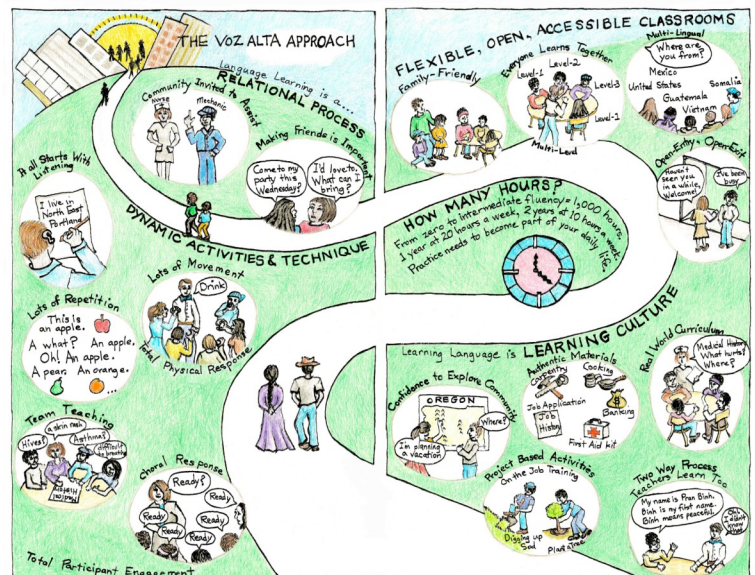 THE VOZ ALTA APPROACH
Language Learning is a...
RELATIONAL PROCESS
Community Invited to Assist
Nurse
Mechanic
Making Friends is Important
Come to my
party this
Wednesday?
I'd love to.
What can I
bring?
It all Starts With
Listening
I live in
North East
Portland
DYNAMIC ACTIVITIES & TECHNIQUE
Lots of Movement
Drink
Total Physical Response
Lots of Repetition
This is
an apple.
A what? An apple.
Oh! An apple.
A pear. An orange.
...
Team Teaching
Hives?
a skin rash
Asthma?
difficult
to breathe
Medical
History
Choral Response
Ready?
Ready
Ready
Ready
Ready
Ready
Total Participant Engagement
FLEXIBLE, OPEN, ACCESSIBLE CLASSROOMS
Family-Friendly
Everyone Learns Together
Level-1
Level-2
Level-3
Level-1
Multi-Level
Multi-Lingual
Where are
you from?
Mexico
United States
Somalia
Guatemala
Vietnam
Open Entry & Open Exit
Haven't
seen you
in a while,
Welcome!
I've been
busy
HOW MANY HOURS?
From zero to intermediate fluency = 1,000 hours.
1 year at 20 hours a week, 2 years at 10 hours a week.
Practice needs to become part of your daily life.
Learning Language is LEARNING CULTURE
Confidence to Explore Community
OREGON
Where?
I'm planning
a vacation
Authentic Materials
Carpentry
Cooking
Job Application
Job
History
Banking
First Aid Kit
Real World Curriculum
Medical History
What hurts?
Where?
Project Based Activities
On the Job Training
Digging up
Sod
Plant a Tree
Two Way Process
Teachers Learn Too
My name is Pran Binh.
Binh is my first name.
Binh means peaceful.
Oh, I
didn't
know
that